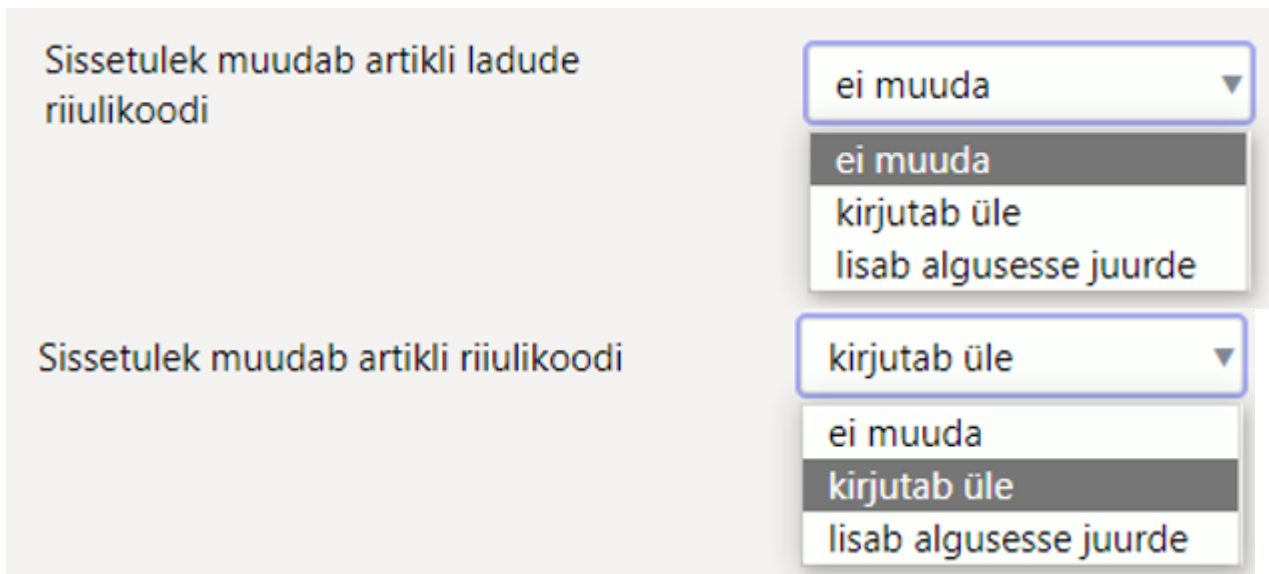 Sissetulek muudab artikli ladude
riiulikoodi
ei muuda
ei muuda
kirjutab üle
lisab algusesse juurde
Sissetulek muudab artikli riiulikoodi
kirjutab üle
ei muuda
kirjutab üle
lisab algusesse juurde